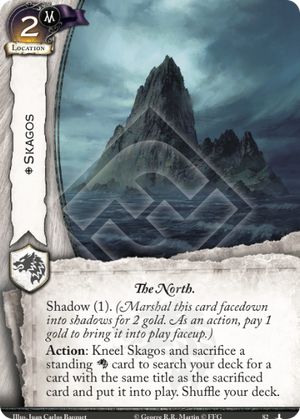 2
LOCATION
SKAGOS
The North.
Shadow (1). (Marshal this card facedown
into shadows for 2 gold. As an action, pay 1
gold to bring it into play faceup.)
Action: Kneel Skagos and sacrifice a
standing card to search your deck for a
card with the same title as the sacrificed
card and put it into play. Shuffle your deck.
Illus. Juan Carlos Barquet
© George R.R. Martin © FFG
82